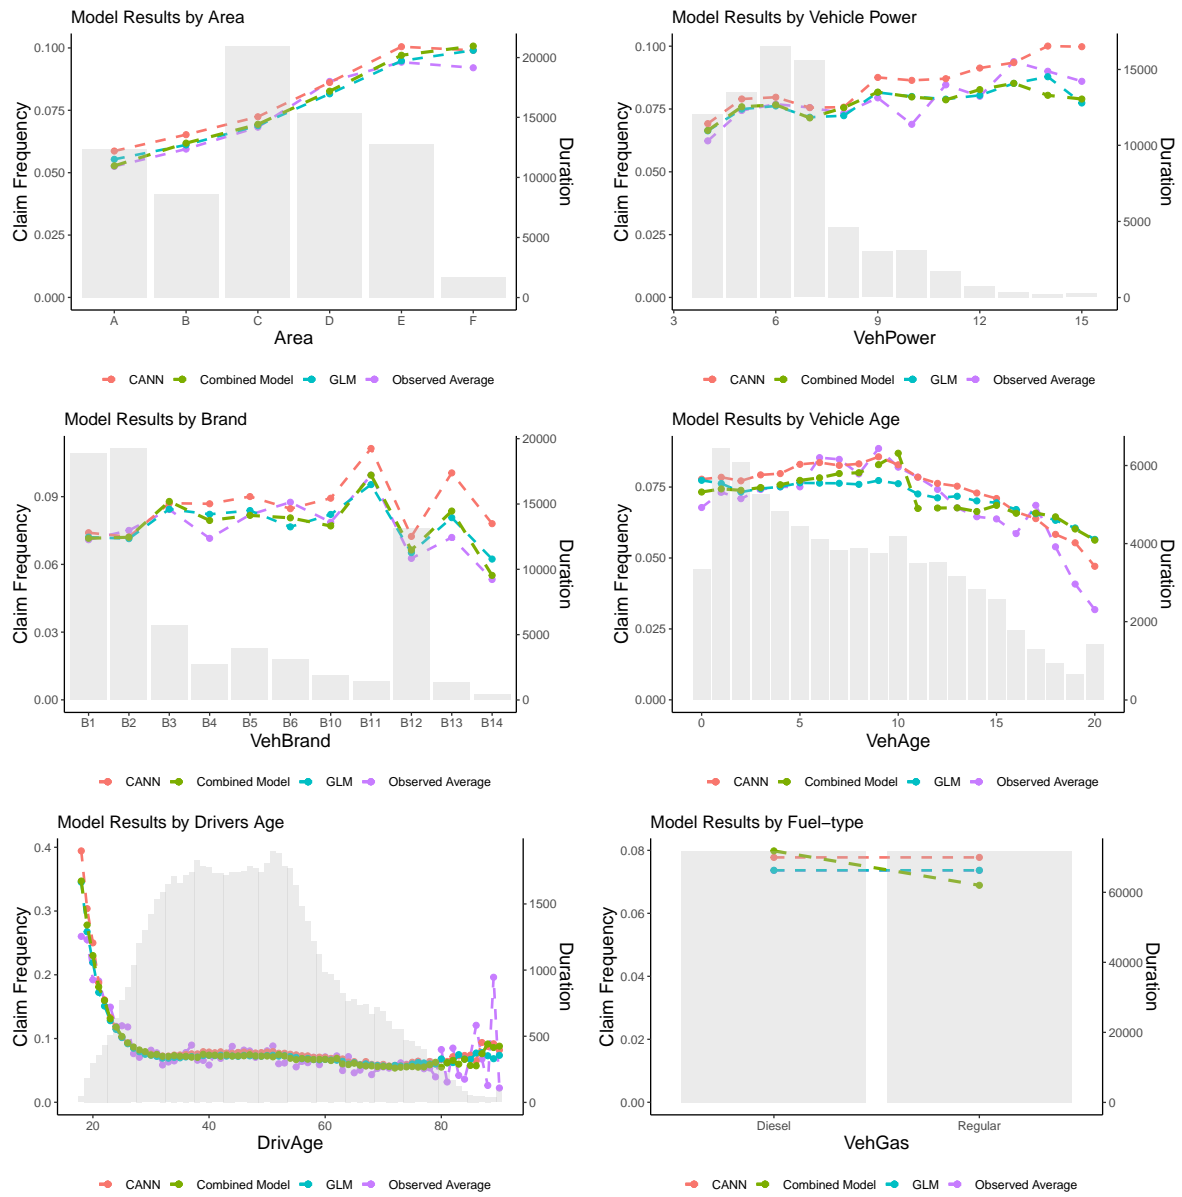 Model Results by Area
0.100
0.075
0.050
0.025
0.000
Claim Frequency
20000
15000
10000
5000
0
Duration
A B C D E F
Area
CANN Combined Model GLM Observed Average
Model Results by Vehicle Power
0.100
0.075
0.050
0.025
0.000
Claim Frequency
15000
10000
5000
0
Duration
3 6 9 12 15
VehPower
CANN Combined Model GLM Observed Average
Model Results by Brand
0.09
0.06
0.03
0.00
Claim Frequency
20000
15000
10000
5000
0
Duration
B1 B2 B3 B4 B5 B6 B10 B11 B12 B13 B14
VehBrand
CANN Combined Model GLM Observed Average
Model Results by Vehicle Age
0.075
0.050
0.025
0.000
Claim Frequency
6000
4000
2000
0
Duration
0 5 10 15 20
VehAge
CANN Combined Model GLM Observed Average
Model Results by Drivers Age
0.4
0.3
0.2
0.1
0.0
Claim Frequency
1500
1000
500
0
Duration
20 40 60 80
DrivAge
CANN Combined Model GLM Observed Average
Model Results by Fuel−type
0.08
0.06
0.04
0.02
0.00
Claim Frequency
60000
40000
20000
0
Duration
Diesel Regular
VehGas
CANN Combined Model GLM Observed Average